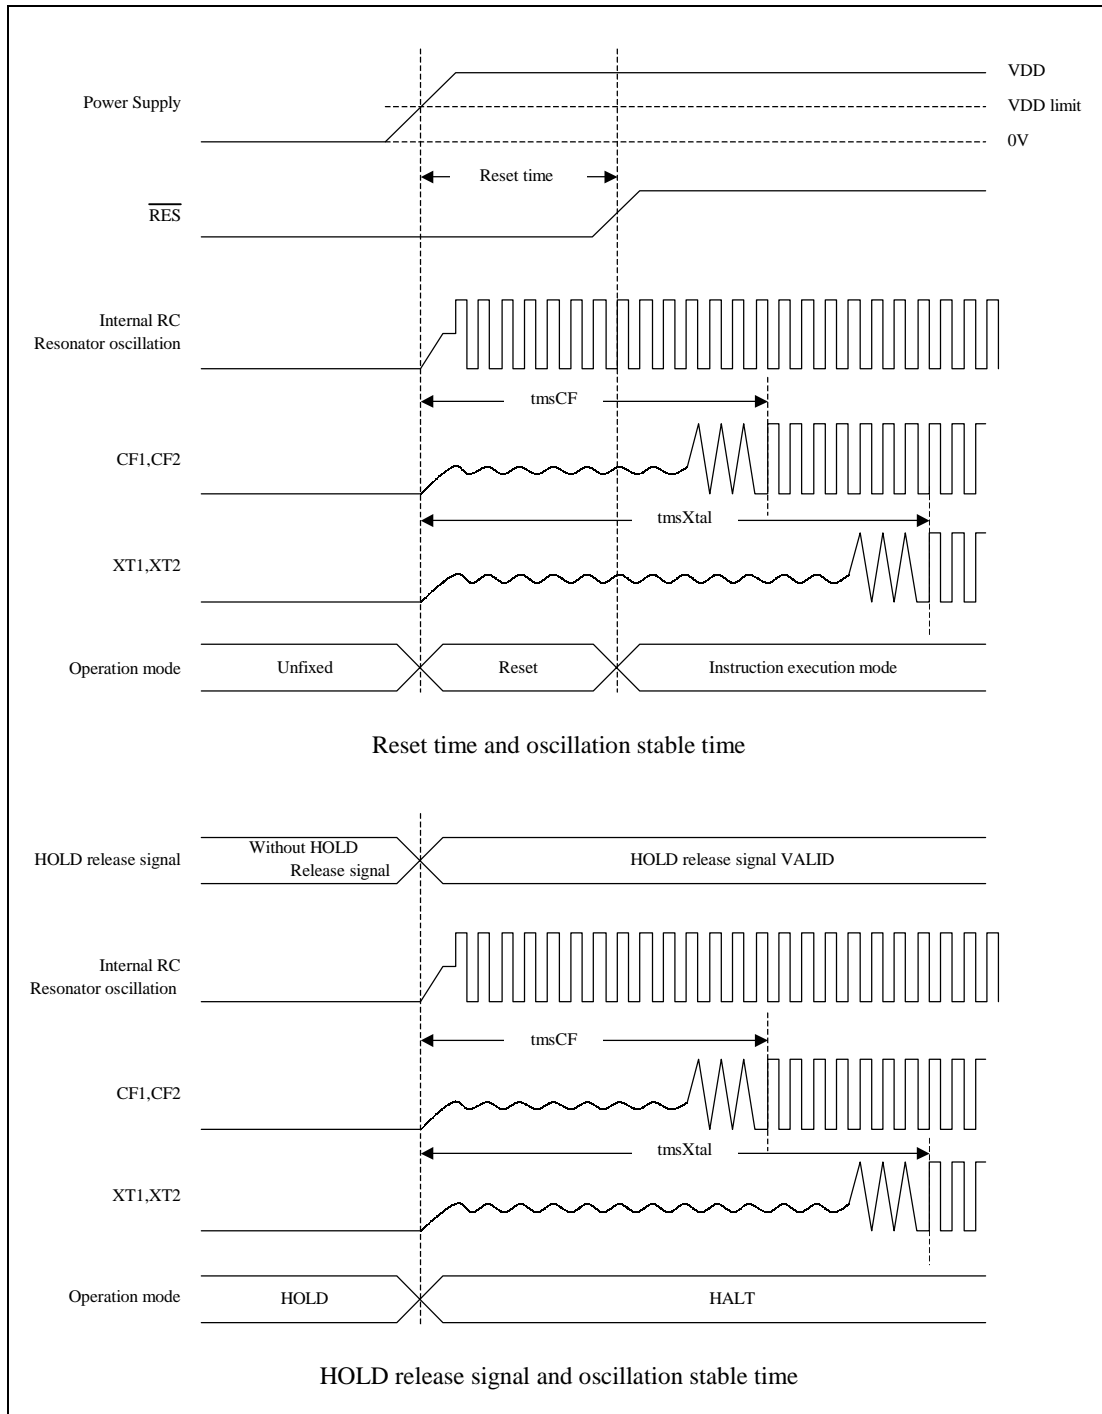 VDD
Power Supply
VDD limit
0V
Reset time
RES
Internal RC
Resonator oscillation
tmsCF
CF1,CF2
tmsXtal
XT1,XT2
Operation mode
Unfixed
Reset
Instruction execution mode
Reset time and oscillation stable time
HOLD release signal
Without HOLD
Release signal
HOLD release signal VALID
Internal RC
Resonator oscillation
tmsCF
CF1,CF2
tmsXtal
XT1,XT2
Operation mode
HOLD
HALT
HOLD release signal and oscillation stable time